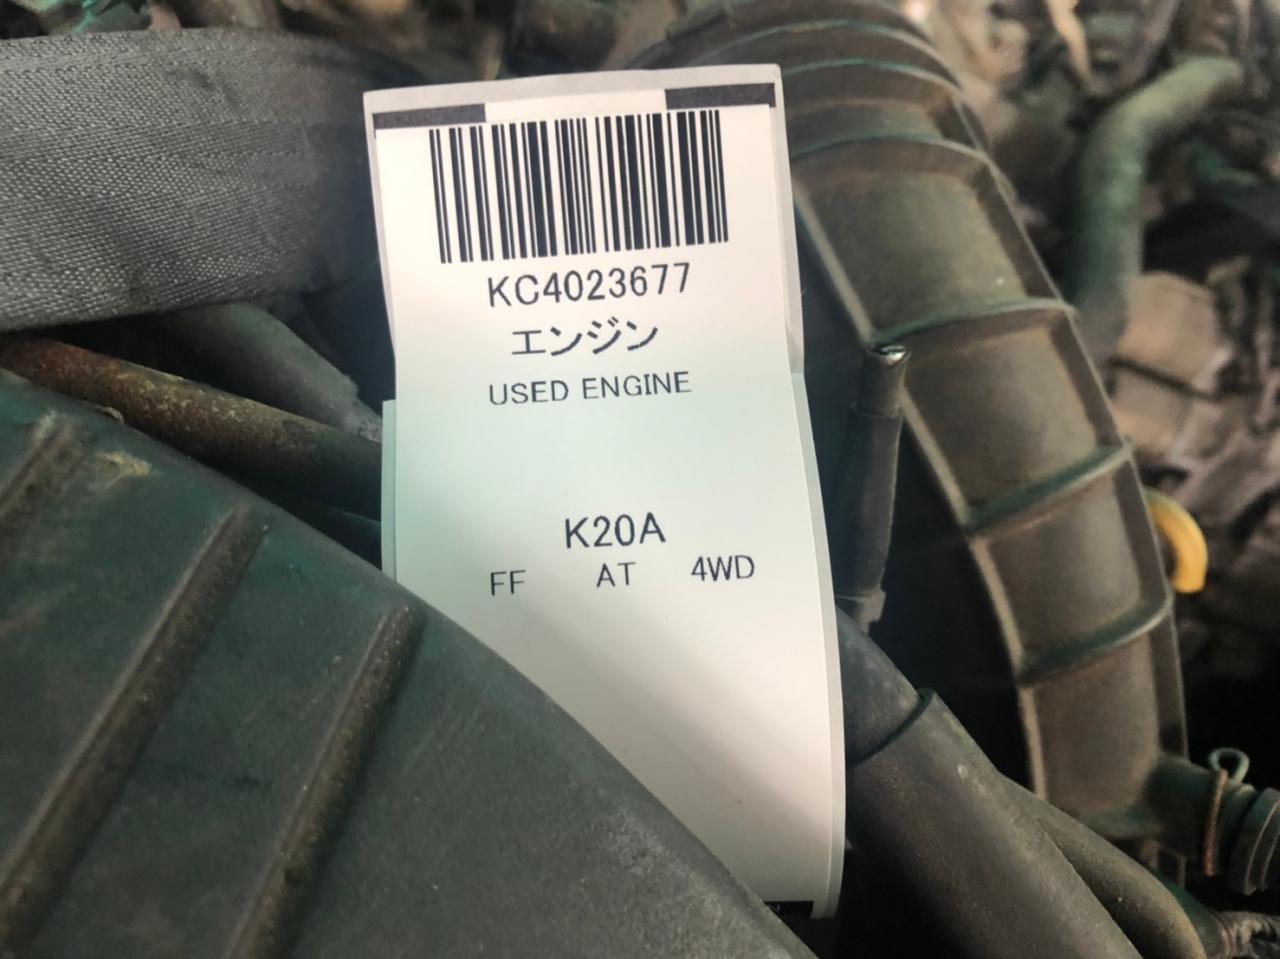 KC4023677
エンジン
USED ENGINE
K20A
FF AT 4WD